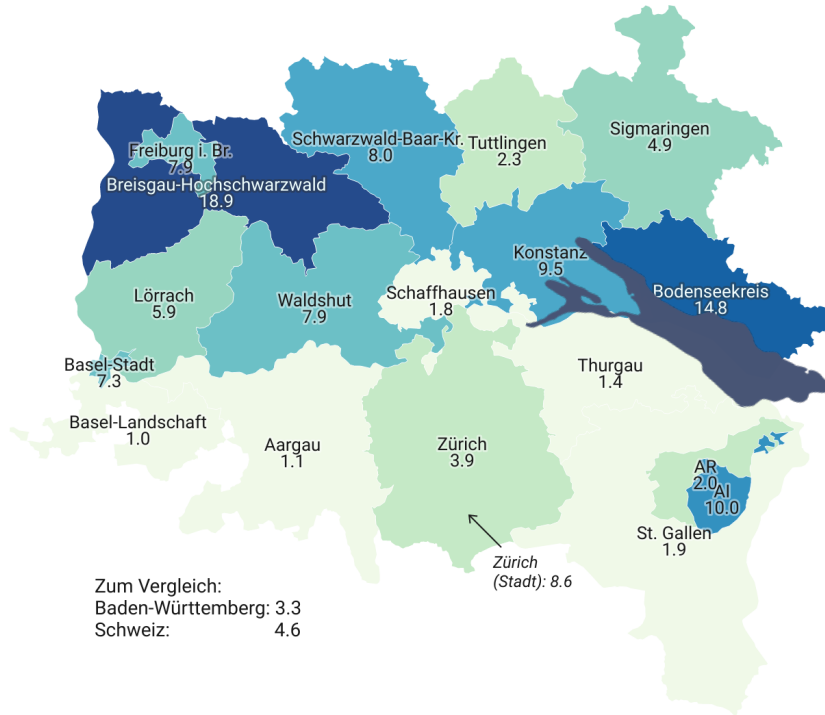 Sigmaringen
4.9
Schwarzwald-Baar-Kr.
8.0
Tuttlingen
2.3
Freiburg i. Br.
7.9
Breisgau-Hochschwarzwald
18.9
Konstanz
9.5
Bodenseekreis
14.8
Lörrach
5.9
Waldshut
7.9
Schaffhausen
1.8
Basel-Stadt
7.3
Thurgau
1.4
Basel-Landschaft
1.0
Aargau
1.1
Zürich
3.9
AR
2.0
AI
10.0
St. Gallen
1.9
Zürich
(Stadt): 8.6
Zum Vergleich:
Baden-Württemberg: 3.3
Schweiz: 4.6